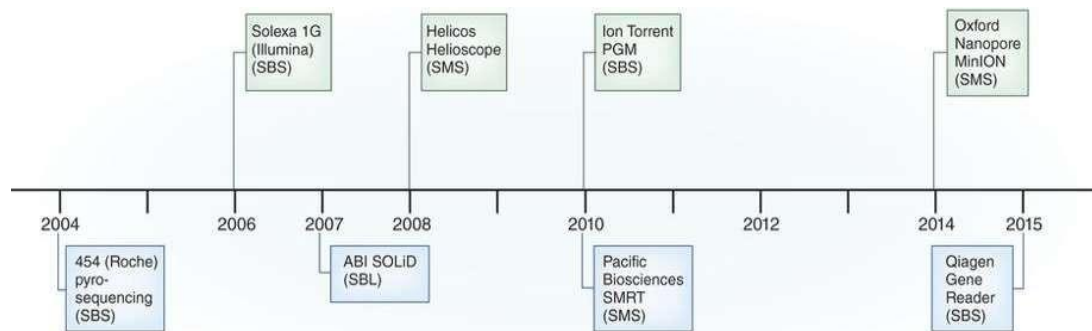 Solexa 1G
(Illumina)
(SBS)
Helicos
Helioscope
(SMS)
Ion Torrent
PGM
(SBS)
Oxford
Nanopore
MinION
(SMS)
2004
2006
2007
2008
2010
2012
2014
2015
454 (Roche)
pyro-
sequencing
(SBS)
ABI SOLiD
(SBL)
Pacific
Biosciences
SMRT
(SMS)
Qiagen
Gene
Reader
(SBS)